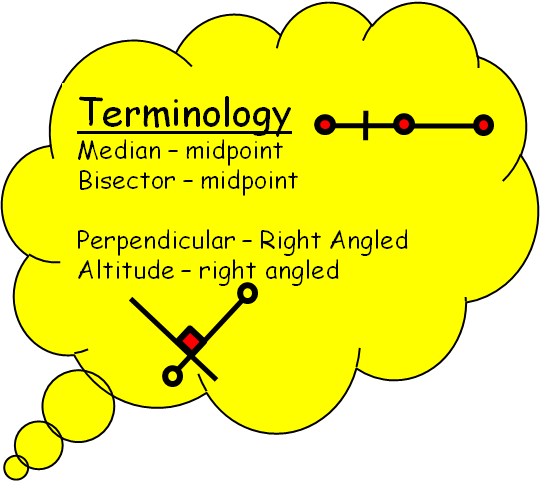 Terminology
Median – midpoint
Bisector – midpoint
Perpendicular – Right Angled
Altitude – right angled